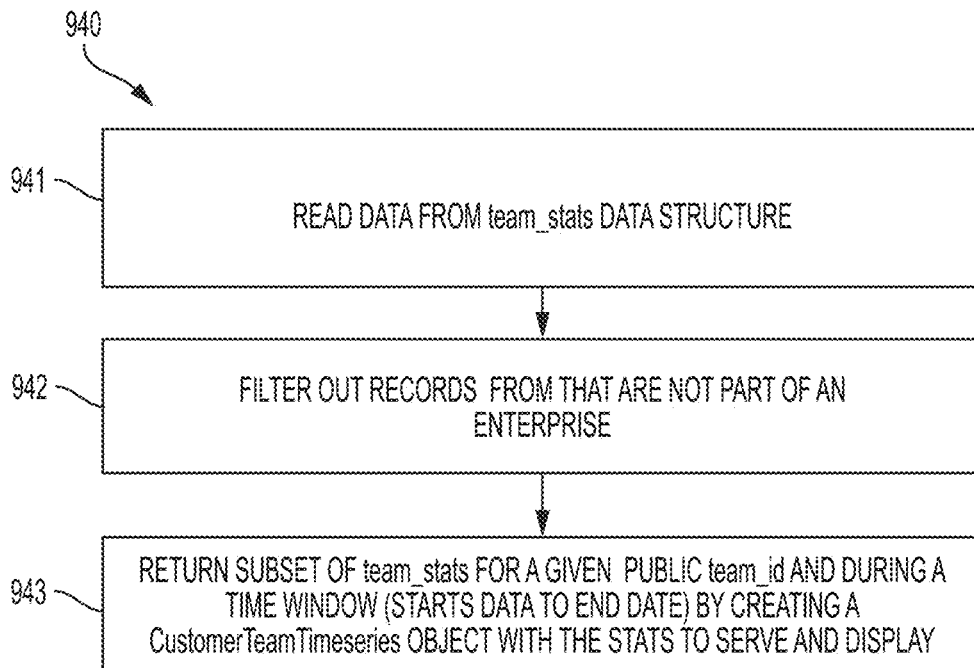 940
941
READ DATA FROM team_stats DATA STRUCTURE
942
FILTER OUT RECORDS FROM THAT ARE NOT PART OF AN
ENTERPRISE
943
RETURN SUBSET OF team_stats FOR A GIVEN PUBLIC team_id AND DURING A
TIME WINDOW (STARTS DATA TO END DATE) BY CREATING A
CustomerTeamTimeseries OBJECT WITH THE STATS TO SERVE AND DISPLAY